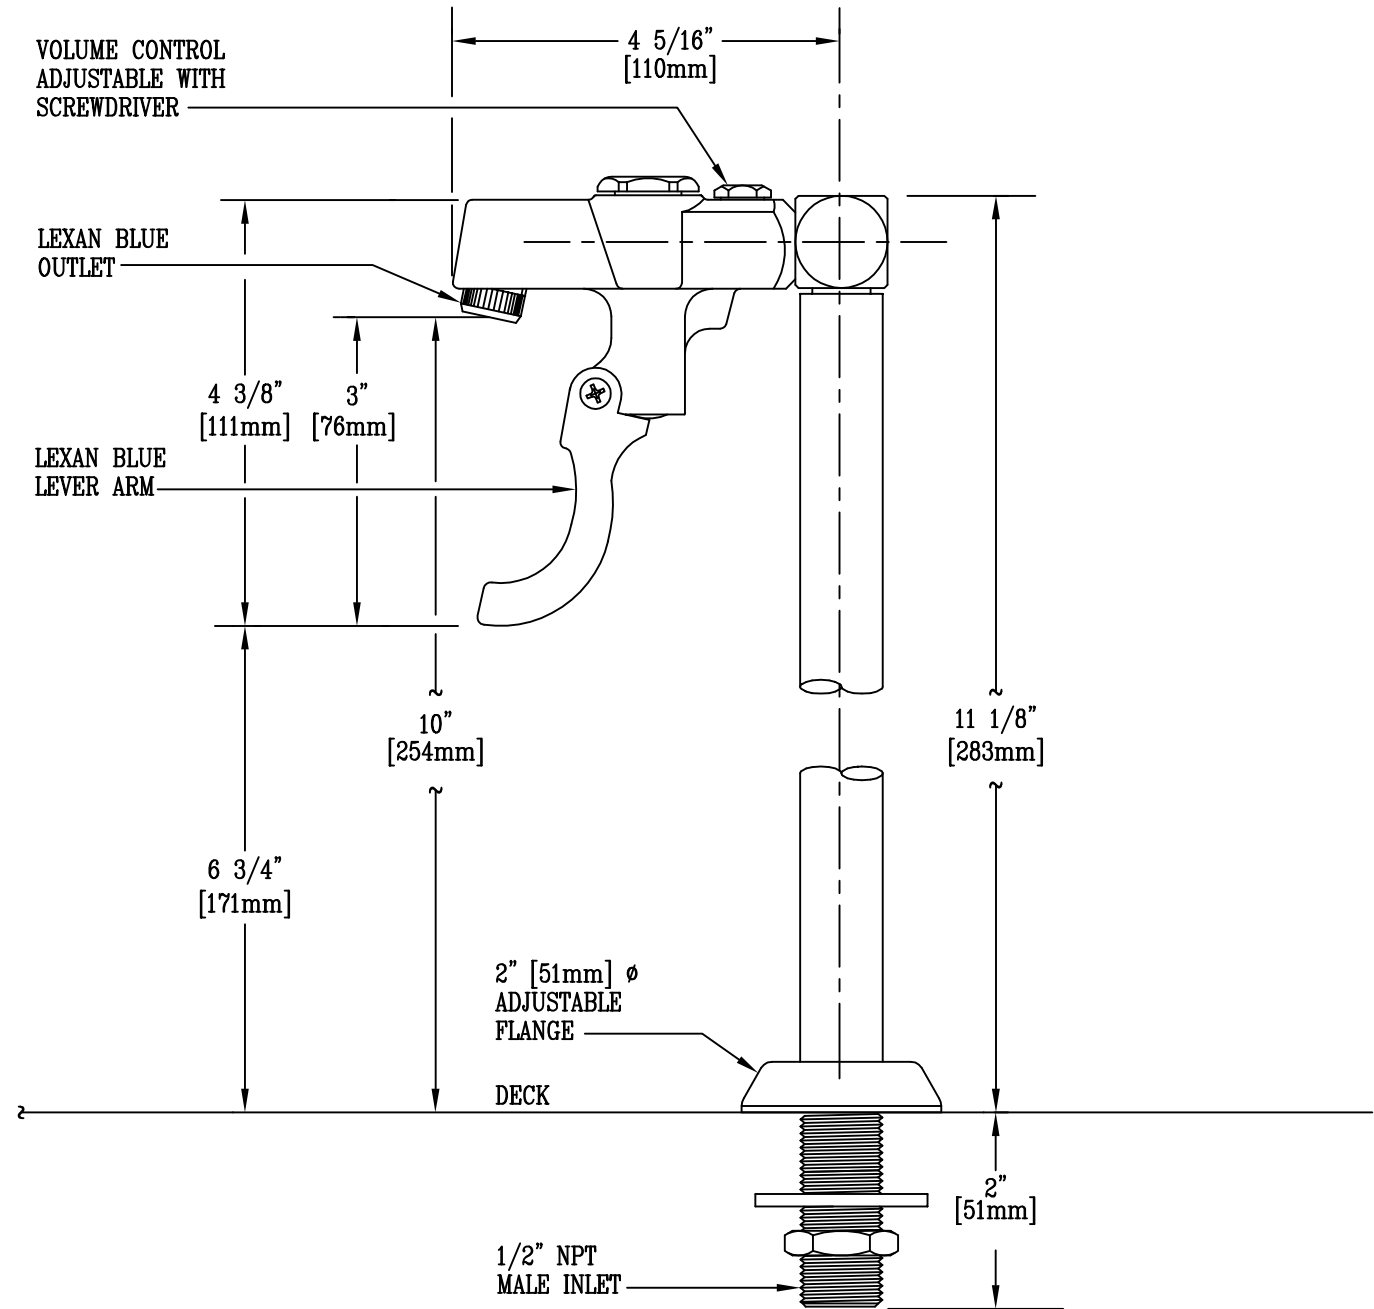 VOLUME CONTROL
ADJUSTABLE WITH
SCREWDRIVER
4 5/16"
[110mm]
LEXAN BLUE
OUTLET
4 3/8"
[111mm]
3"
[76mm]
LEXAN BLUE
LEVER ARM
10"
[254mm]
11 1/8"
[283mm]
6 3/4"
[171mm]
2" [51mm] ø
ADJUSTABLE
FLANGE
DECK
2"
[51mm]
1/2" NPT
MALE INLET